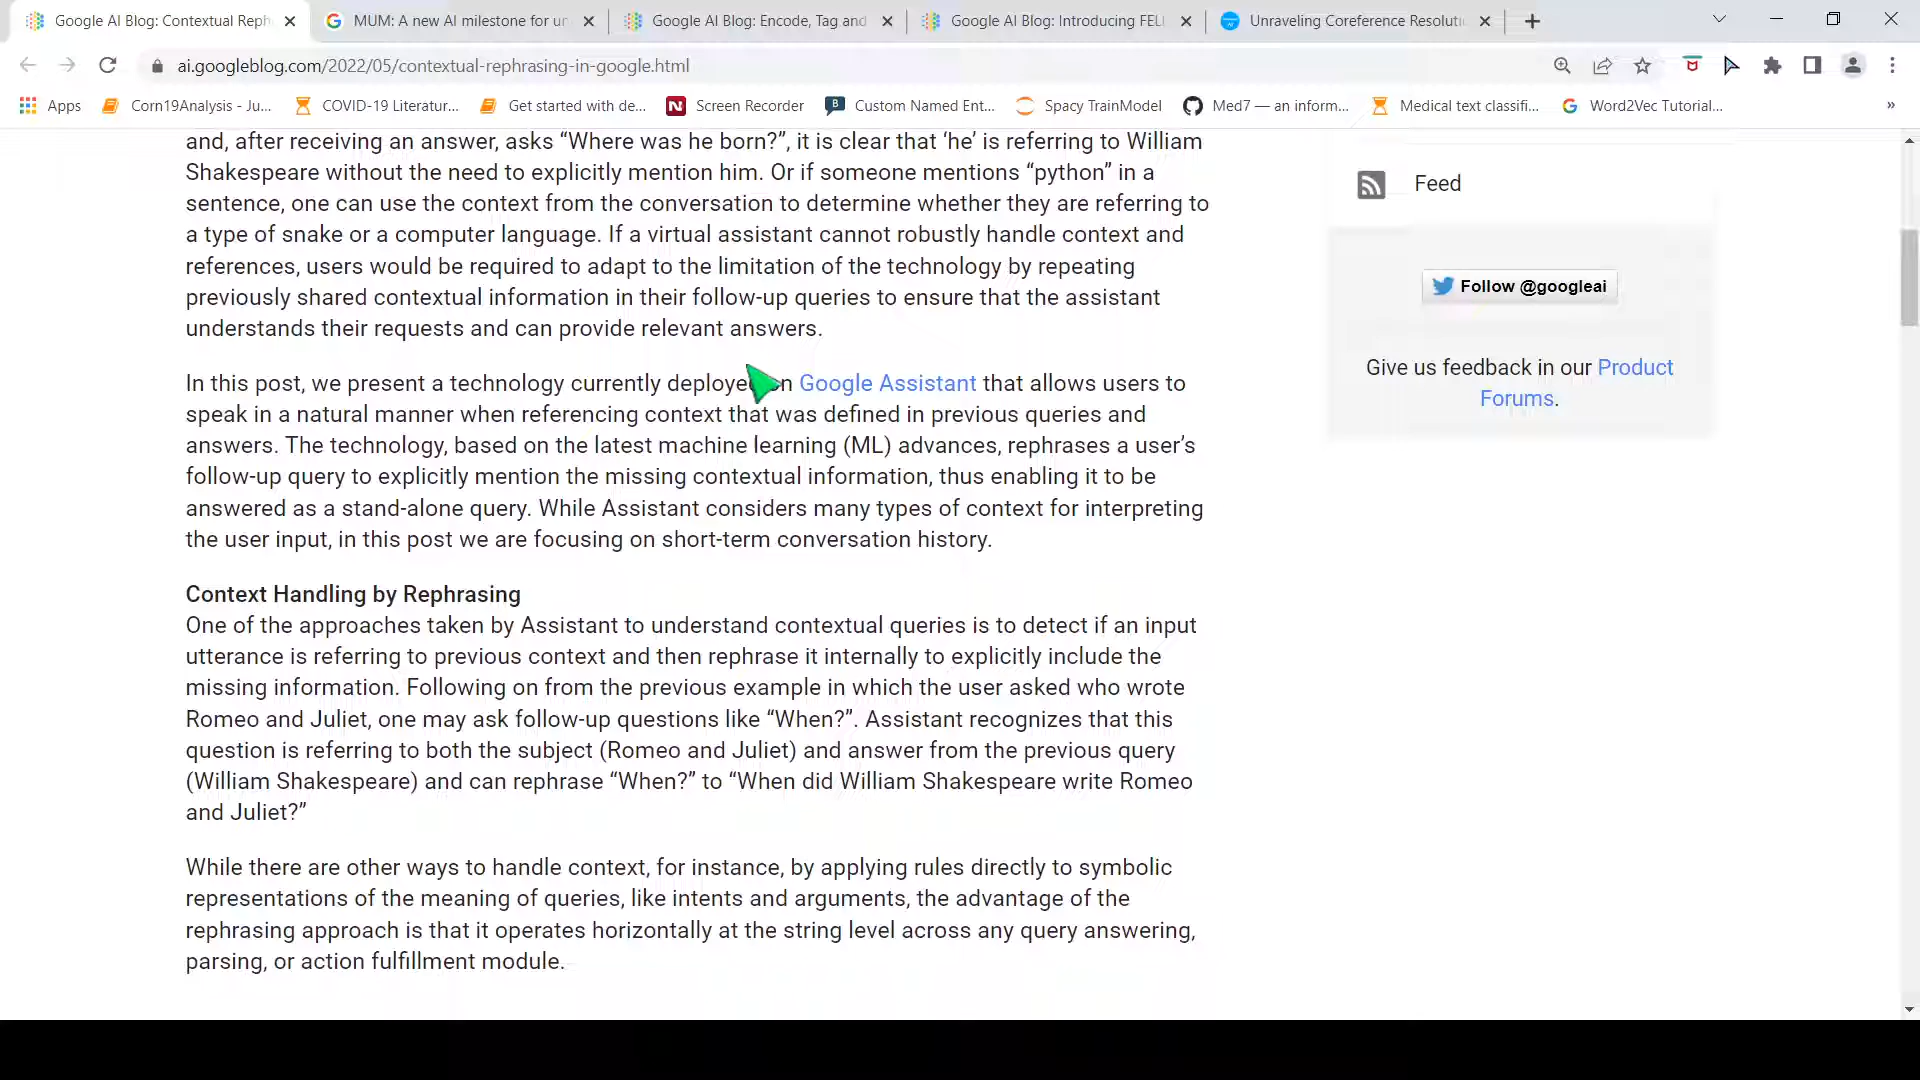 Google AI Blog: Contextual Reph
MUM: A new AI milestone for un
Google AI Blog: Encode, Tag and
Google AI Blog: Introducing FELI
Unraveling Coreference Resoluti
ai.googleblog.com/2022/05/contextual-rephrasing-in-google.html
Apps
Corn19Analysis - Ju...
COVID-19 Literatur...
Get started with de...
N
Screen Recorder
B
Custom Named Ent...
Spacy TrainModel
Med7 — an inform...
Medical text classifi...
Word2Vec Tutorial...
»
and, after receiving an answer, asks “Where was he born?”, it is clear that ‘he’ is referring to William
Shakespeare without the need to explicitly mention him. Or if someone mentions “python” in a
sentence, one can use the context from the conversation to determine whether they are referring to
a type of snake or a computer language. If a virtual assistant cannot robustly handle context and
references, users would be required to adapt to the limitation of the technology by repeating
previously shared contextual information in their follow-up queries to ensure that the assistant
understands their requests and can provide relevant answers.
In this post, we present a technology currently deployed on Google Assistant that allows users to
speak in a natural manner when referencing context that was defined in previous queries and
answers. The technology, based on the latest machine learning (ML) advances, rephrases a user’s
follow-up query to explicitly mention the missing contextual information, thus enabling it to be
answered as a stand-alone query. While Assistant considers many types of context for interpreting
the user input, in this post we are focusing on short-term conversation history.
Context Handling by Rephrasing
One of the approaches taken by Assistant to understand contextual queries is to detect if an input
utterance is referring to previous context and then rephrase it internally to explicitly include the
missing information. Following on from the previous example in which the user asked who wrote
Romeo and Juliet, one may ask follow-up questions like “When?”. Assistant recognizes that this
question is referring to both the subject (Romeo and Juliet) and answer from the previous query
(William Shakespeare) and can rephrase “When?” to “When did William Shakespeare write Romeo
and Juliet?”
While there are other ways to handle context, for instance, by applying rules directly to symbolic
representations of the meaning of queries, like intents and arguments, the advantage of the
rephrasing approach is that it operates horizontally at the string level across any query answering,
parsing, or action fulfillment module.
Feed
Follow @googleai
Give us feedback in our Product
Forums.